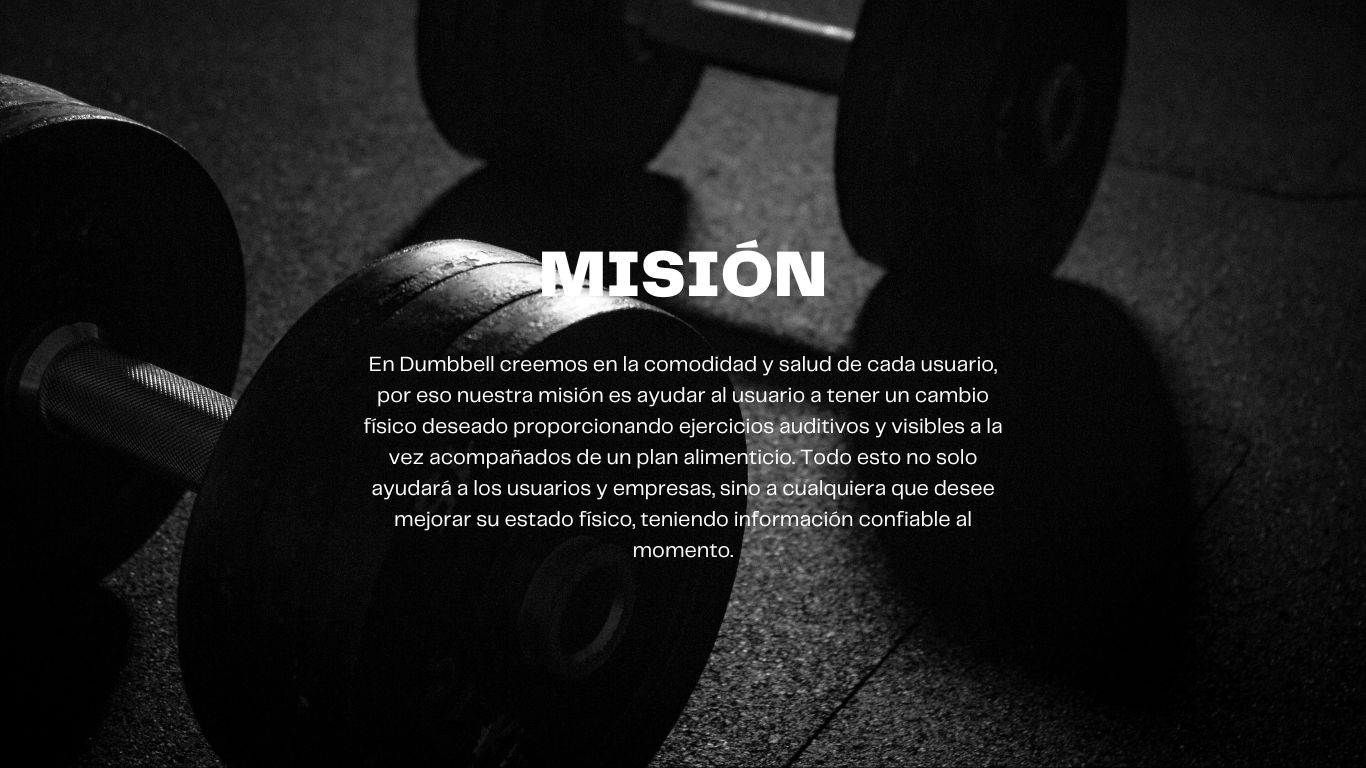 MISIÓN
En Dumbbell creemos en la comodidad y salud de cada usuario,
por eso nuestra misión es ayudar al usuario a tener un cambio
físico deseado proporcionando ejercicios auditivos y visibles a la
vez acompañados de un plan alimenticio. Todo esto no solo
ayudará a los usuarios y empresas, sino a cualquiera que desee
mejorar su estado físico, teniendo información confiable al
momento.